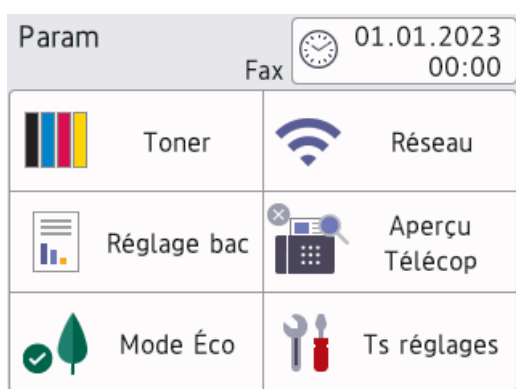 Param
Fax
01.01.2023
00:00
Toner
Réseau
Réglage bac
Aperçu
Télécop
Mode Éco
Ts réglages